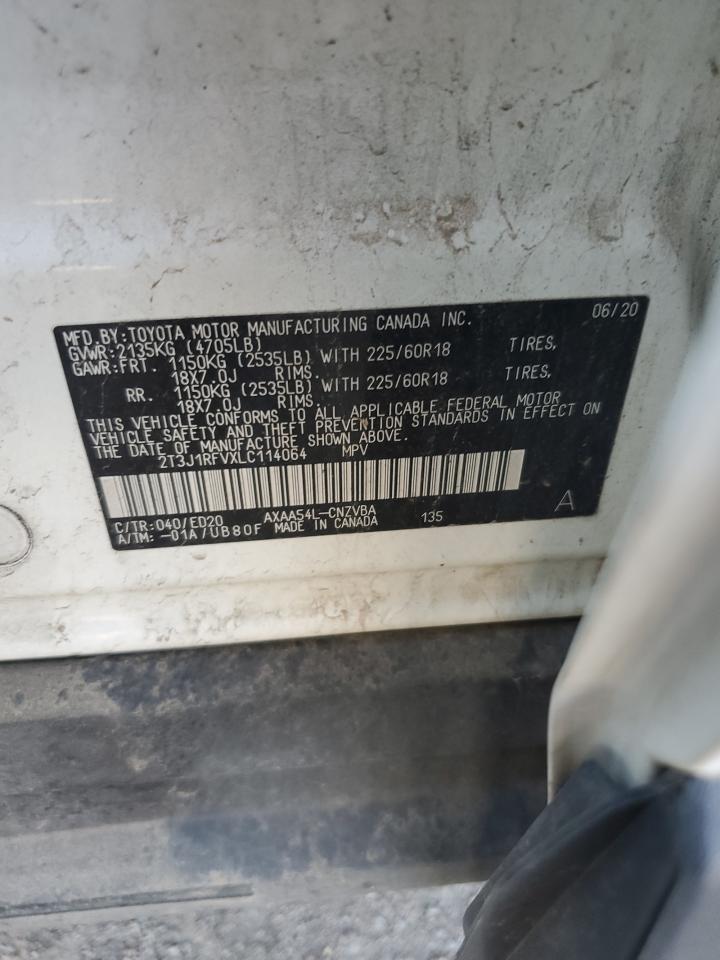 MFD.BY:TOYOTA MOTOR MANUFACTURING CANADA INC. 06/20
GVWR:2135KG (4705LB)
GAWR:FRT. 1150KG (2535LB) WITH 225/60R18 TIRES,
18X7.0J RIMS.
RR. 1150KG (2535LB) WITH 225/60R18 TIRES,
18X7.0J RIMS.
THIS VEHICLE CONFORMS TO ALL APPLICABLE FEDERAL MOTOR
VEHICLE SAFETY AND THEFT PREVENTION STANDARDS IN EFFECT ON
THE DATE OF MANUFACTURE SHOWN ABOVE.
2T3J1RFVXLC114064 MPV
A
C/TR:040/ED20 AXAA54L-CNZVBA 135
A/TM:-01A/UB80F MADE IN CANADA